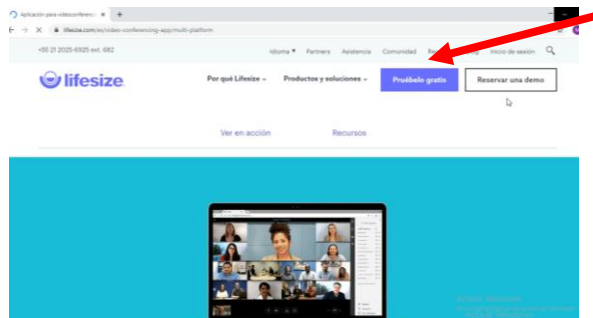 Aplicación para videoconferenc
lifesize.com/es/video-conferencing-app/multi-platform
+55 21 2025-6925 ext. 682
Idioma Partners Asistencia Comunidad Inicio de sesión
lifesize
Por qué Lifesize Productos y soluciones Pruébelo gratis Reservar una demo
Ver en acción Recursos